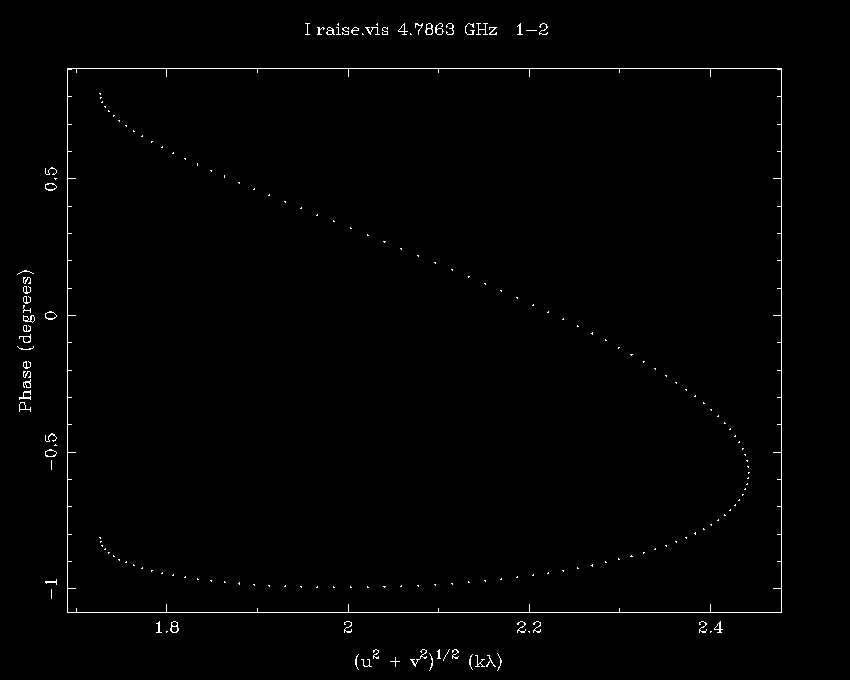 I raise.vis 4.7863 GHz 1−2
0.5
0
−0.5
−1
Phase (degrees)
1.8 2 2.2 2.4
(u² + v²)¹/² (kλ)